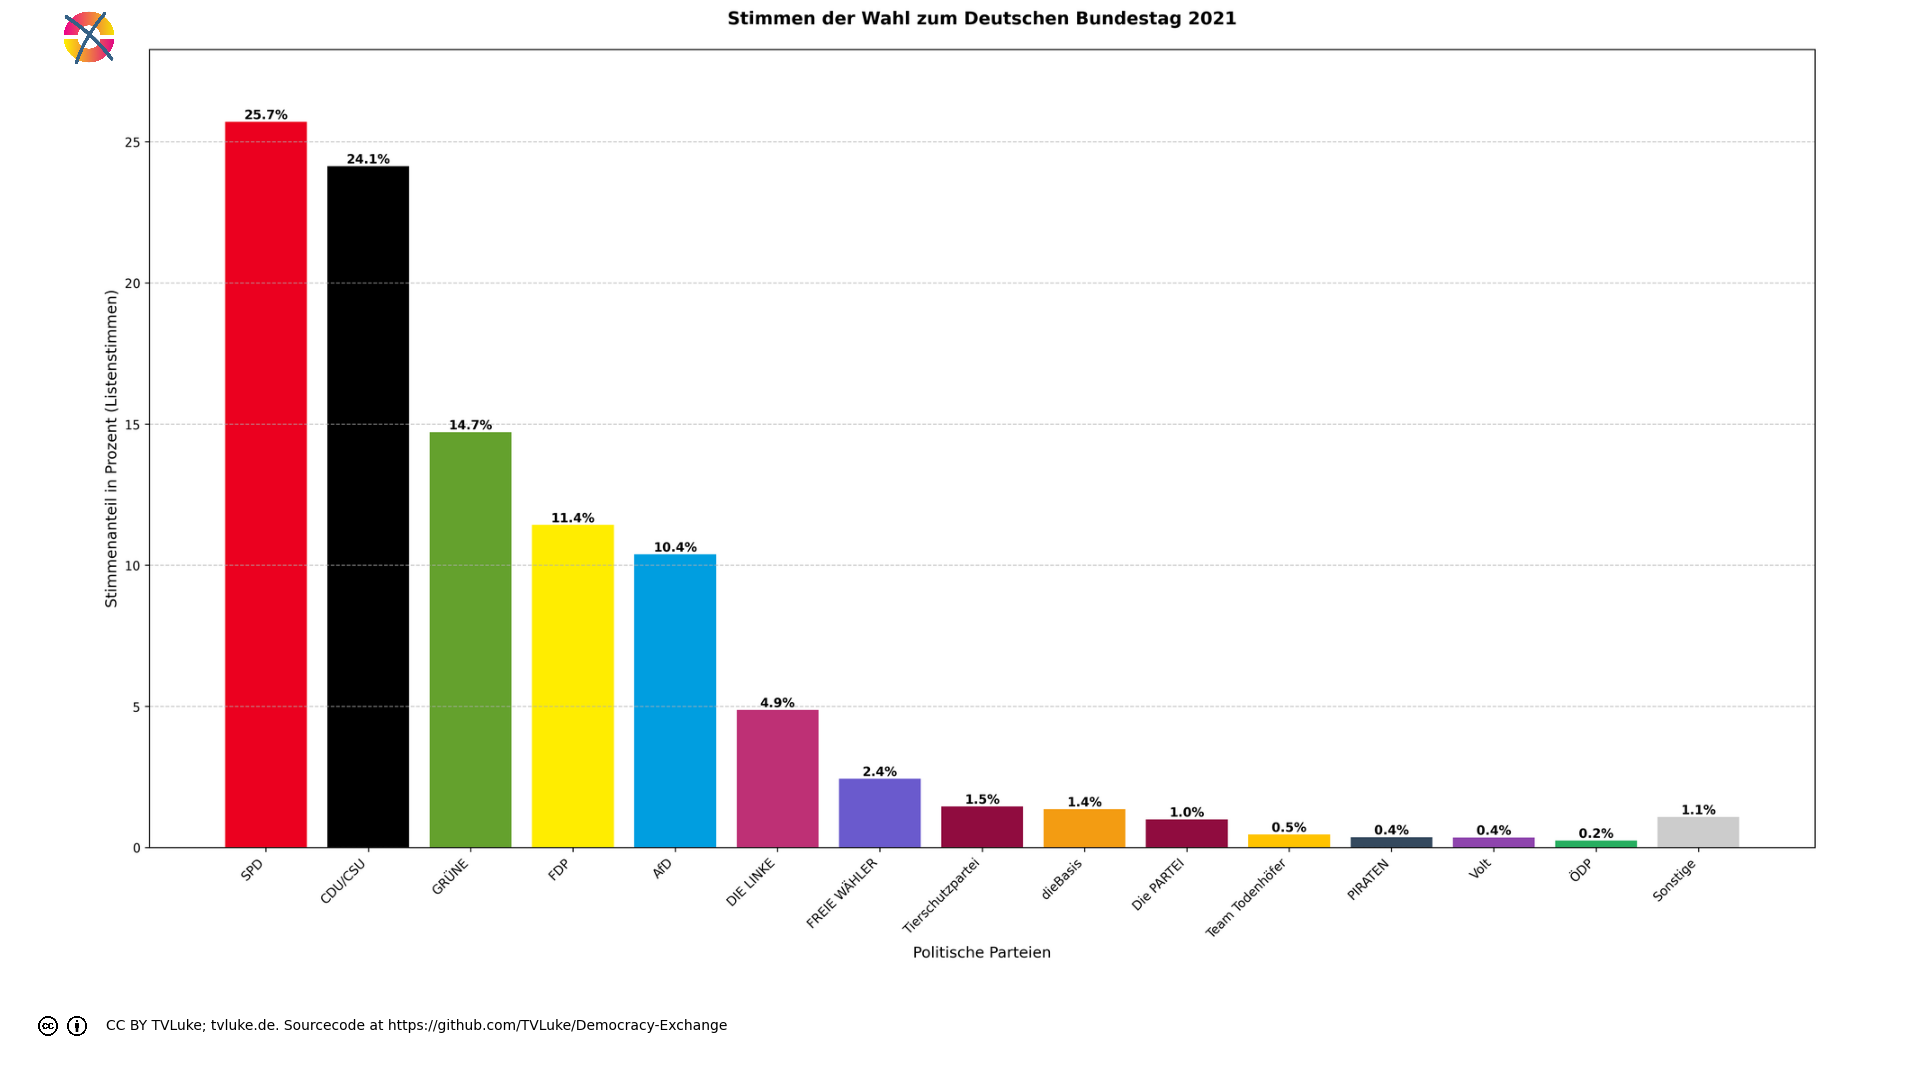 Stimmen der Wahl zum Deutschen Bundestag 2021
Stimmenanteil in Prozent (Listenstimmen)
25
20
15
10
5
0
25.7%
24.1%
14.7%
11.4%
10.4%
4.9%
2.4%
1.5%
1.4%
1.0%
0.5%
0.4%
0.4%
0.2%
1.1%
SPD
CDU/CSU
GRÜNE
FDP
AfD
DIE LINKE
FREIE WÄHLER
Tierschutzpartei
dieBasis
Die PARTEI
Team Todenhöfer
PIRATEN
Volt
ÖDP
Sonstige
Politische Parteien
cc CC BY TVLuke; tvluke.de. Sourcecode at https://github.com/TVLuke/Democracy-Exchange